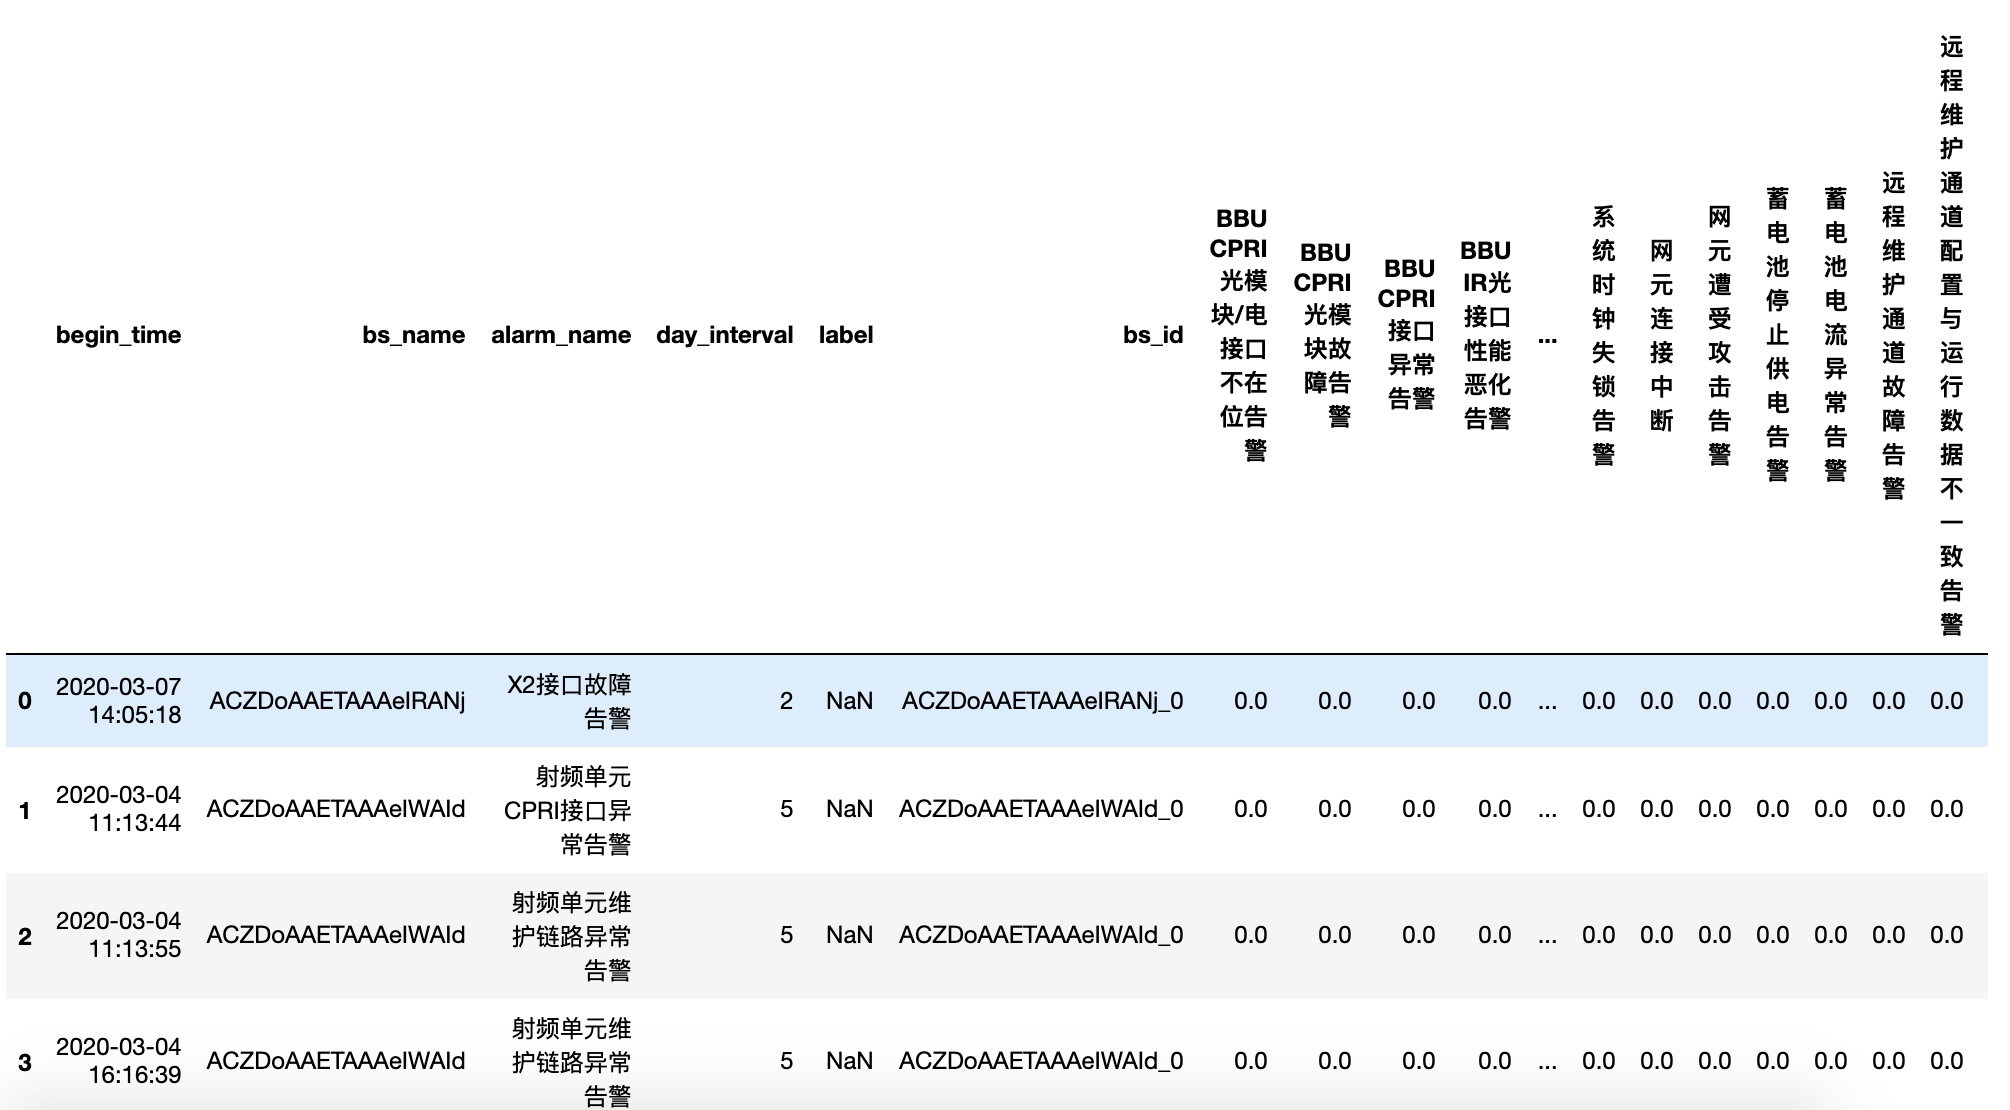 begin_time bs_name alarm_name day_interval label bs_id BBU CPRI光模块/电接口不在位告警 BBU CPRI光模块故障告警 BBU CPRI接口异常告警 BBU IR光接口性能恶化告警 ... 系统时钟失锁告警 网元连接中断 网元遭受攻击告警 蓄电池停止供电告警 蓄电池电流异常告警 远程维护通道故障告警 远程维护通道配置与运行数据不一致告警
0 2020-03-07 14:05:18 ACZDoAAETAAAeIRANj X2接口故障告警 2 NaN ACZDoAAETAAAeIRANj_0 0.0 0.0 0.0 0.0 ... 0.0 0.0 0.0 0.0 0.0 0.0 0.0
1 2020-03-04 11:13:44 ACZDoAAETAAAeIWAId 射频单元CPRI接口异常告警 5 NaN ACZDoAAETAAAeIWAId_0 0.0 0.0 0.0 0.0 ... 0.0 0.0 0.0 0.0 0.0 0.0 0.0
2 2020-03-04 11:13:55 ACZDoAAETAAAeIWAId 射频单元维护链路异常告警 5 NaN ACZDoAAETAAAeIWAId_0 0.0 0.0 0.0 0.0 ... 0.0 0.0 0.0 0.0 0.0 0.0 0.0
3 2020-03-04 16:16:39 ACZDoAAETAAAeIWAId 射频单元维护链路异常告警 5 NaN ACZDoAAETAAAeIWAId_0 0.0 0.0 0.0 0.0 ... 0.0 0.0 0.0 0.0 0.0 0.0 0.0